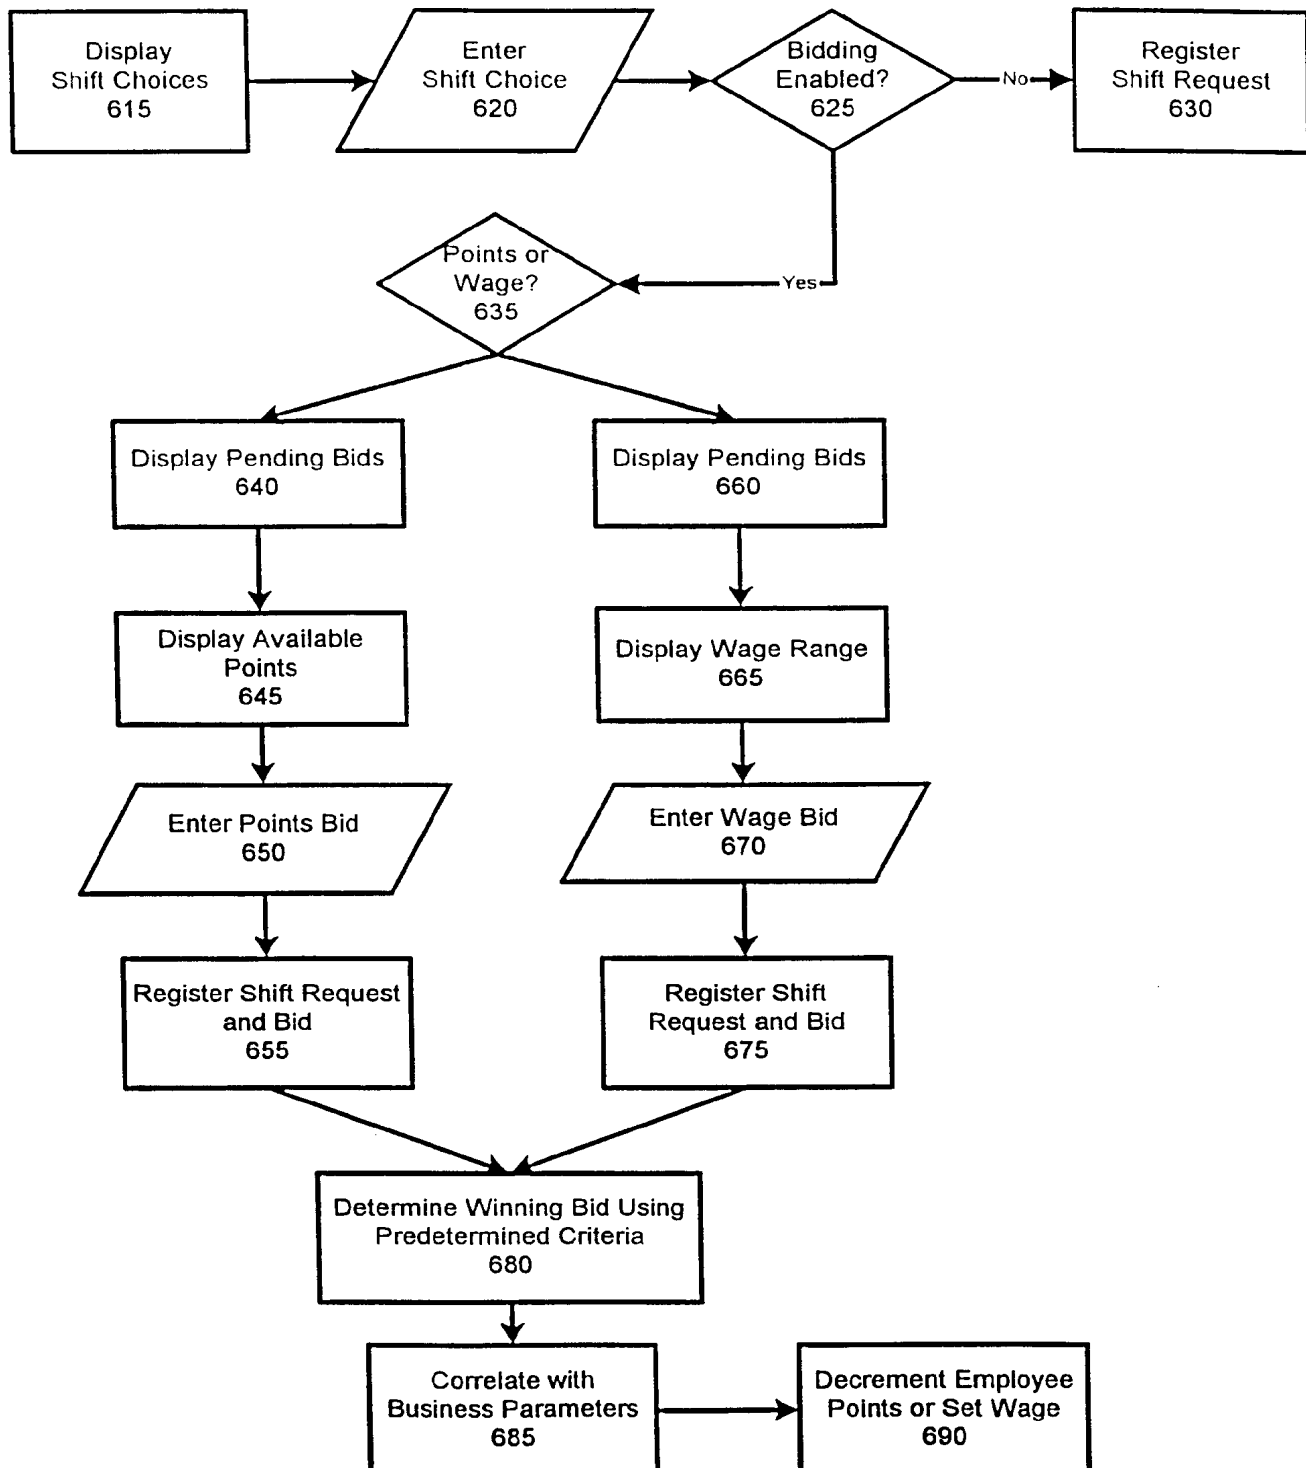 Display
Shift Choices
615
Enter
Shift Choice
620
Bidding
Enabled?
625
No
Register
Shift Request
630
Points or
Wage?
635
Yes
Display Pending Bids
640
Display Pending Bids
660
Display Available
Points
645
Display Wage Range
665
Enter Points Bid
650
Enter Wage Bid
670
Register Shift Request
and Bid
655
Register Shift
Request and Bid
675
Determine Winning Bid Using
Predetermined Criteria
680
Correlate with
Business Parameters
685
Decrement Employee
Points or Set Wage
690